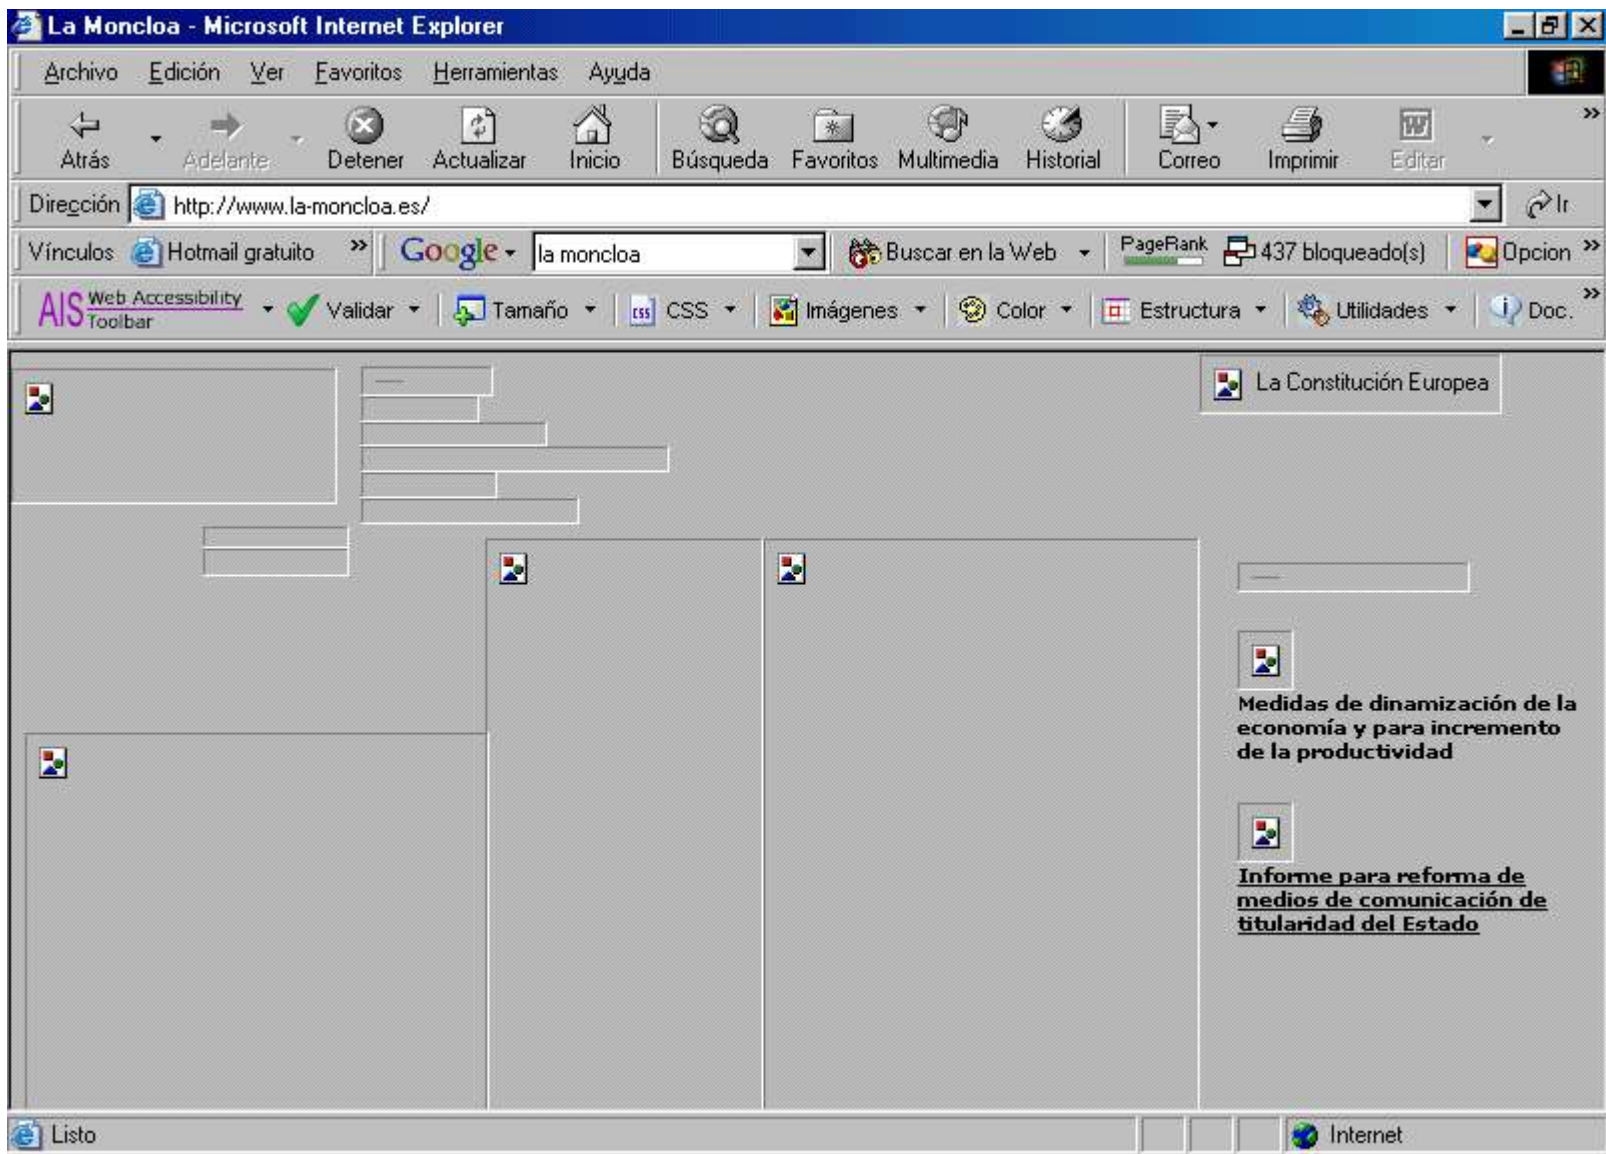 La Moncloa - Microsoft Internet Explorer
Archivo Edición Ver Favoritos Herramientas Ayuda
Atrás Adelante Detener Actualizar Inicio Búsqueda Favoritos Multimedia Historial Correo Imprimir Editar »
Dirección http://www.la-moncloa.es/ Ir
Vínculos Hotmail gratuito » Google la moncloa Buscar en la Web PageRank 437 bloqueado(s) Opcion »
AIS Web Accessibility Toolbar Validar Tamaño css CSS Imágenes Color Estructura Utilidades Doc. »
La Constitución Europea
Medidas de dinamización de la
economía y para incremento
de la productividad
Informe para reforma de
medios de comunicación de
titularidad del Estado
Listo Internet